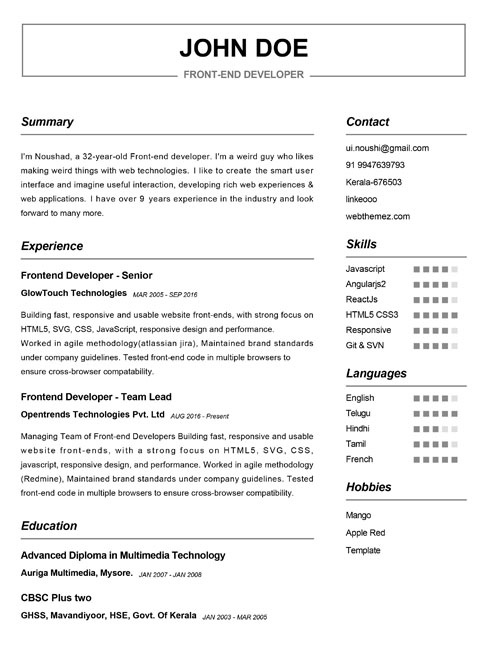 JOHN DOE
FRONT-END DEVELOPER
Summary
I'm Noushad, a 32-year-old Front-end developer. I'm a weird guy who likes
making weird things with web technologies. I like to create the smart user
interface and imagine useful interaction, developing rich web experiences &
web applications. I have over 9 years experience in the industry and look
forward to many more.
Experience
Frontend Developer - Senior
GlowTouch Technologies MAR 2005 - SEP 2016
Building fast, responsive and usable website front-ends, with strong focus on
HTML5, SVG, CSS, JavaScript, responsive design and performance.
Worked in agile methodology(atlassian jira), Maintained brand standards
under company guidelines. Tested front-end code in multiple browsers to
ensure cross-browser compatability.
Frontend Developer - Team Lead
Opentrends Technologies Pvt. Ltd AUG 2016 - Present
Managing Team of Front-end Developers Building fast, responsive and usable
website front-ends, with a strong focus on HTML5, SVG, CSS,
javascript, responsive design, and performance. Worked in agile methodology
(Redmine), Maintained brand standards under company guidelines. Tested
front-end code in multiple browsers to ensure cross-browser compatibility.
Education
Advanced Diploma in Multimedia Technology
Auriga Multimedia, Mysore. JAN 2007 - JAN 2008
CBSC Plus two
GHSS, Mavandiyoor, HSE, Govt. Of Kerala JAN 2003 - MAR 2005
Contact
ui.noushi@gmail.com
91 9947639793
Kerala-676503
linkeooo
webthemez.com
Skills
Javascript
Angularjs2
ReactJs
HTML5 CSS3
Responsive
Git & SVN
Languages
English
Telugu
Hindhi
Tamil
French
Hobbies
Mango
Apple Red
Template